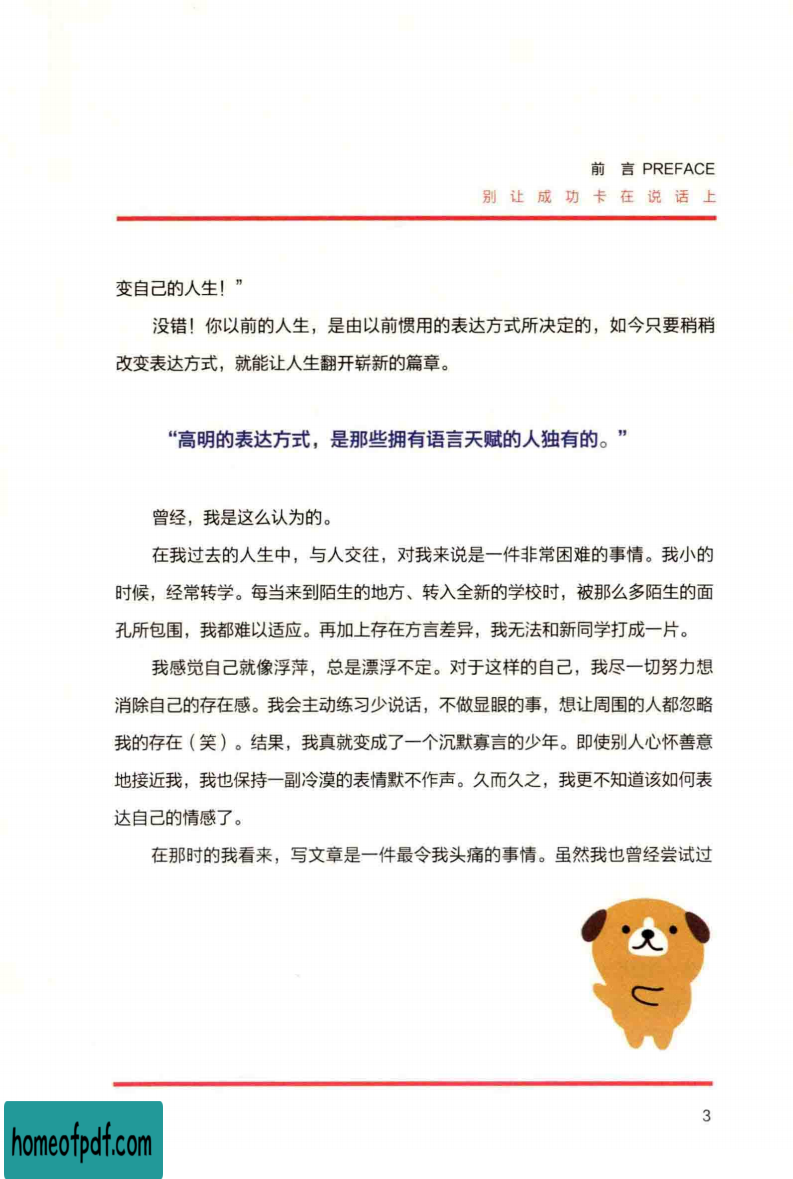 前 言 PREFACE
别让成功卡在说话上
变自己的人生！”
没错！你以前的人生，是由以前惯用的表达方式所决定的，如今只要稍稍
改变表达方式，就能让人生翻开崭新的篇章。
“高明的表达方式，是那些拥有语言天赋的人独有的。”
曾经，我是这么认为的。
在我过去的人生中，与人交往，对我来说是一件非常困难的事情。我小的
时候，经常转学。每当来到陌生的地方、转入全新的学校时，被那么多陌生的面
孔所包围，我都难以适应。再加上存在方言差异，我无法和新同学打成一片。
我感觉自己就像浮萍，总是漂浮不定。对于这样的自己，我尽一切努力想
消除自己的存在感。我会主动练习少说话，不做显眼的事，想让周围的人都忽略
我的存在（笑）。结果，我真就变成了一个沉默寡言的少年。即使别人心怀善意
地接近我，我也保持一副冷漠的表情默不作声。久而久之，我更不知道该如何表
达自己的情感了。
在那时的我看来，写文章是一件最令我头痛的事情。虽然我也曾经尝试过
3
homeofpdf.com